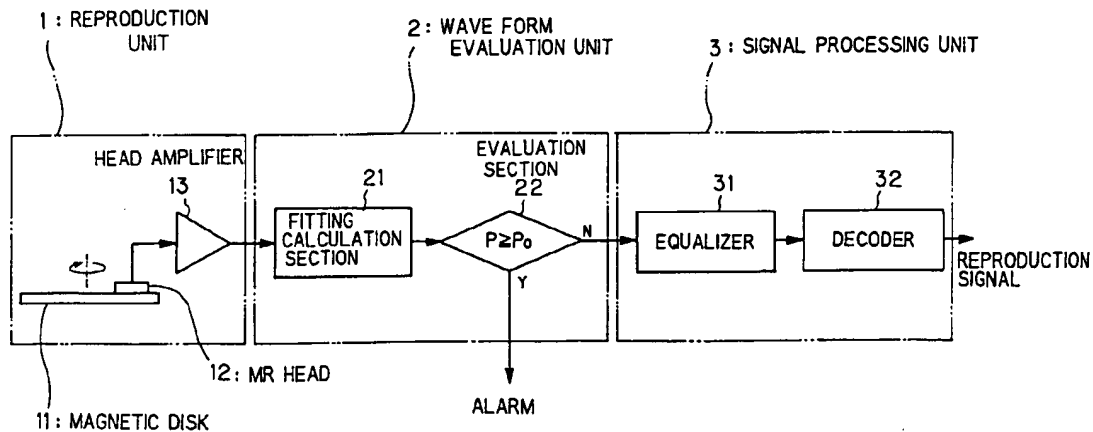 1: REPRODUCTION
UNIT
2: WAVE FORM
EVALUATION UNIT
3: SIGNAL PROCESSING UNIT
HEAD AMPLIFIER
13
21
FITTING
CALCULATION
SECTION
EVALUATION
SECTION
22
P≥P₀
N
Y
31
EQUALIZER
32
DECODER
REPRODUCTION
SIGNAL
12: MR HEAD
11: MAGNETIC DISK
ALARM